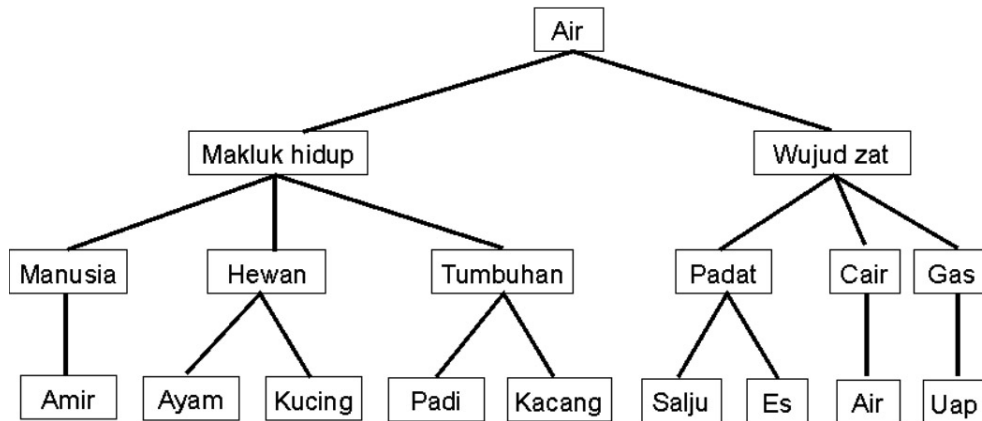 Air
Makluk hidup
Wujud zat
Manusia
Hewan
Tumbuhan
Padat
Cair
Gas
Amir
Ayam
Kucing
Padi
Kacang
Salju
Es
Air
Uap